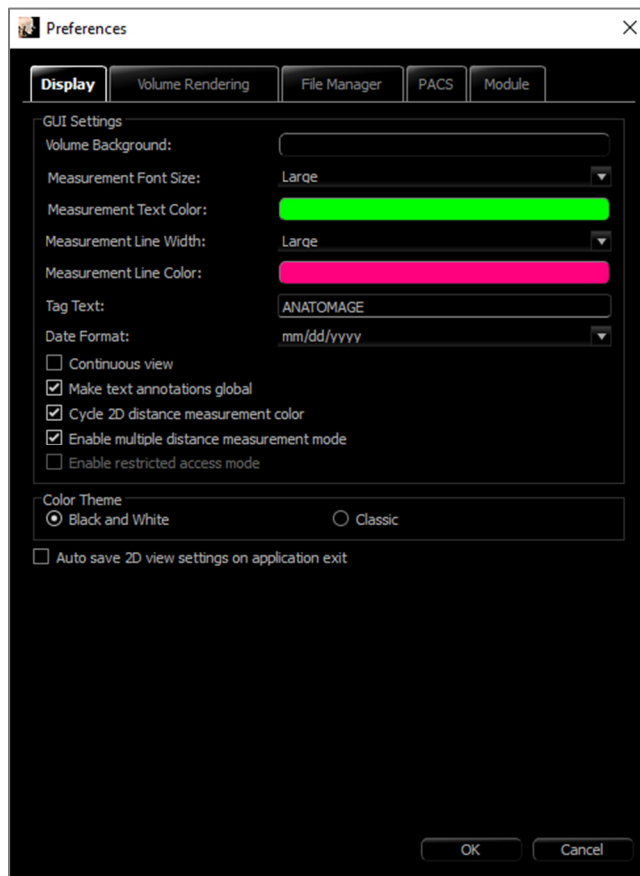 Preferences
Display Volume Rendering File Manager PACS Module
GUI Settings
Volume Background:
Measurement Font Size: Large
Measurement Text Color:
Measurement Line Width: Large
Measurement Line Color:
Tag Text: ANATOMAGE
Date Format: mm/dd/yyyy
Continuous view
Make text annotations global
Cycle 2D distance measurement color
Enable multiple distance measurement mode
Enable restricted access mode
Color Theme
Black and White Classic
Auto save 2D view settings on application exit
OK Cancel